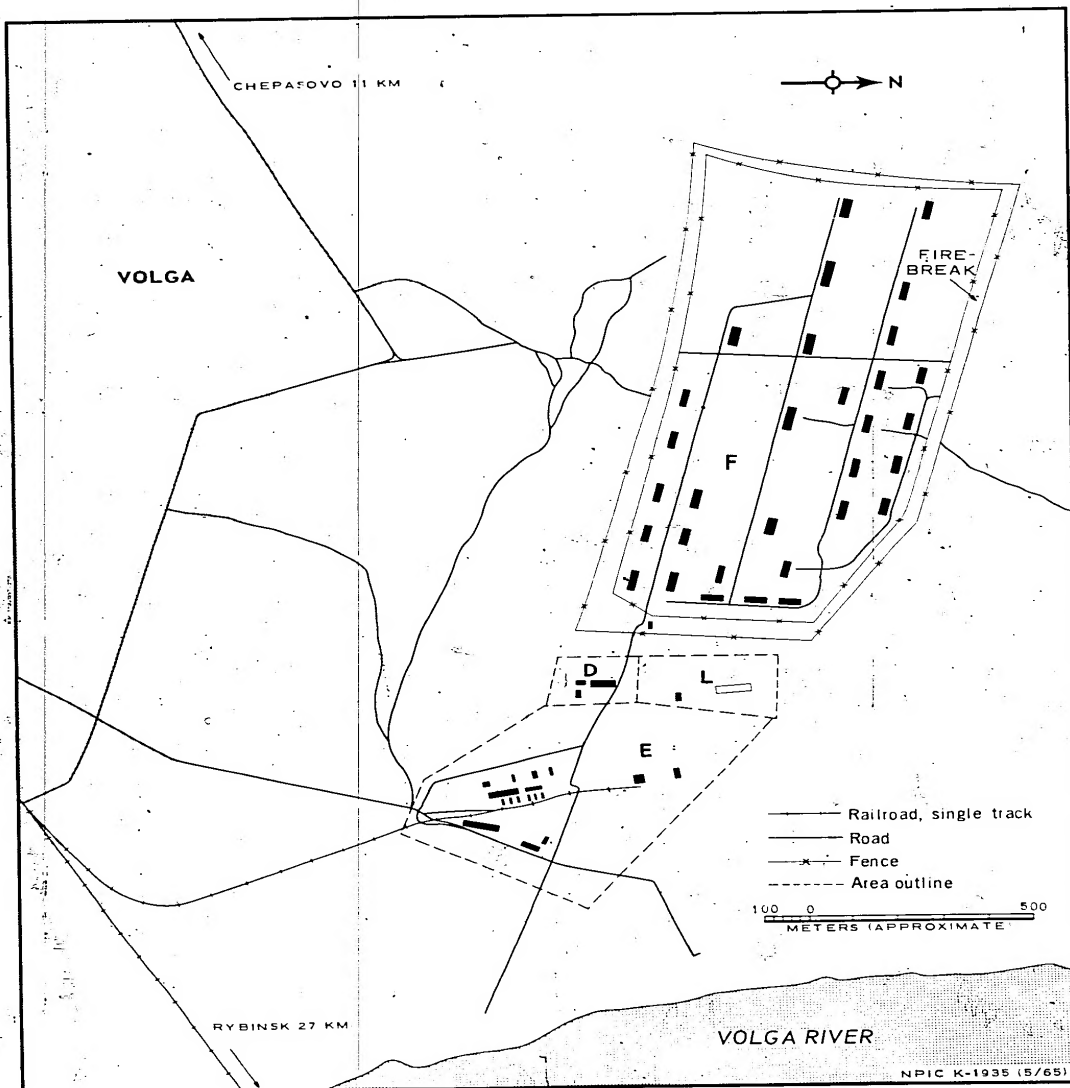 1
CHEPASOVO 11 KM
N
VOLGA
FIRE-
BREAK
F
D
L
E
Railroad, single track
Road
Fence
Area outline
100 0 500
METERS (APPROXIMATE)
RYBINSK 27 KM
VOLGA RIVER
NPIC K-1935 (5/65)